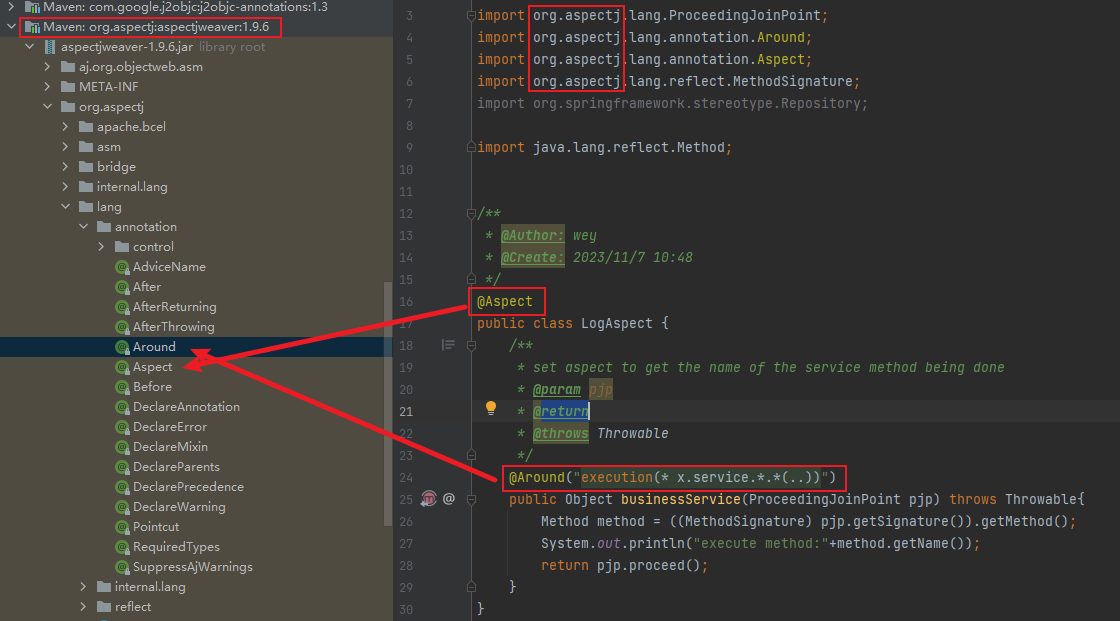 Maven: com.google.j2objc:j2objc-annotations:1.3
Maven: org.aspectj:aspectjweaver:1.9.6
aspectjweaver-1.9.6.jar library root
aj.org.objectweb.asm
META-INF
org.aspectj
apache.bcel
asm
bridge
internal.lang
lang
annotation
control
AdviceName
After
AfterReturning
AfterThrowing
Around
Aspect
Before
DeclareAnnotation
DeclareError
DeclareMixin
DeclareParents
DeclarePrecedence
DeclareWarning
Pointcut
RequiredTypes
SuppressAjWarnings
internal.lang
reflect
3 import org.aspectj.lang.ProceedingJoinPoint;
4 import org.aspectj.lang.annotation.Around;
5 import org.aspectj.lang.annotation.Aspect;
6 import org.aspectj.lang.reflect.MethodSignature;
7 import org.springframework.stereotype.Repository;
8
9 import java.lang.reflect.Method;
10
11
12 /**
13 * @Author: wey
14 * @Create: 2023/11/7 10:48
15 */
16 @Aspect
17 public class LogAspect {
18 /**
19 * set aspect to get the name of the service method being done
20 * @param pjp
21 * @return
22 * @throws Throwable
23 */
24 @Around("execution(* x.service.*.*(..))")
25 public Object businessService(ProceedingJoinPoint pjp) throws Throwable{
26 Method method = ((MethodSignature) pjp.getSignature()).getMethod();
27 System.out.println("execute method:"+method.getName());
28 return pjp.proceed();
29 }
30 }